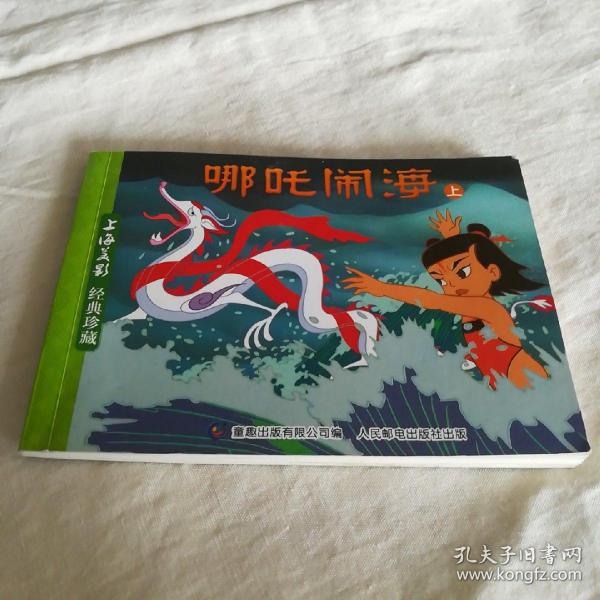 哪吒闹海 上
上海美影 经典珍藏
童趣出版有限公司编 人民邮电出版社出版
孔夫子旧书网
www.kongfz.com